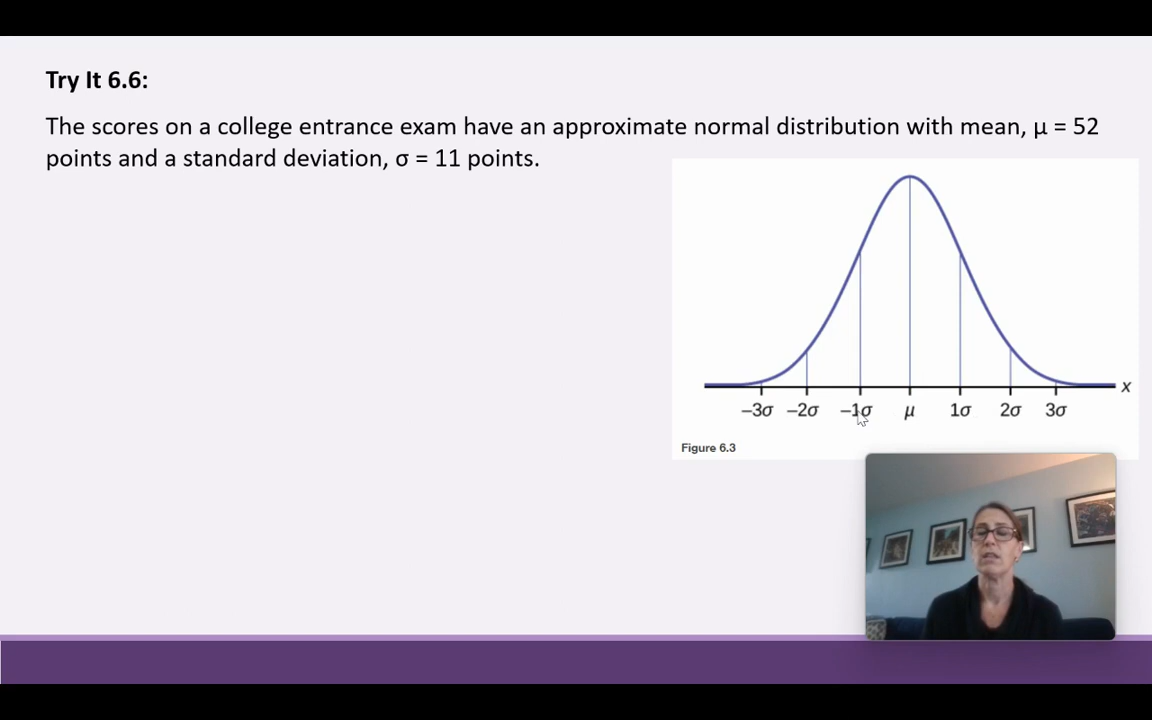 Try It 6.6:
The scores on a college entrance exam have an approximate normal distribution with mean, μ = 52
points and a standard deviation, σ = 11 points.
x
–3σ –2σ –1σ μ 1σ 2σ 3σ
Figure 6.3